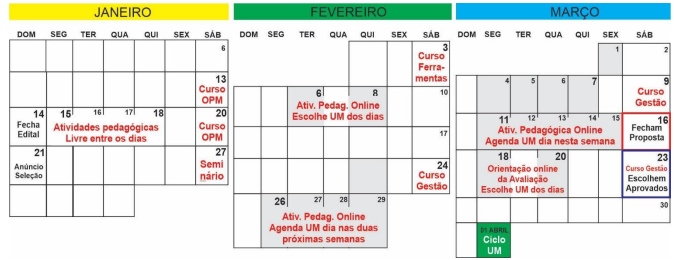 JANEIRO
DOM SEG TER QUA QUI SEX SÁB
6
13
Curso
OPM
14 15 16 17 18 20
Fecha
Edital
Atividades pedagógicas
Livre entre os dias
Curso
OPM
21 27
Anúncio
Seleção
Semi
nário
FEVEREIRO
DOM SEG TER QUA QUI SEX SÁB
3
Curso
Ferra-
mentas
6 8 10
Ativ. Pedag. Online
Escolhe UM dos dias
17
24
Curso
Gestão
26 27 28 29
Ativ. Pedag. Online
Agenda UM dia nas duas
próximas semanas
MARÇO
DOM SEG TER QUA QUI SEX SÁB
1 2
4 5 6 7 9
Curso
Gestão
11 12 13 14 15 16
Ativ. Pedagógica Online
Agenda UM dia nesta semana
Fecham
Proposta
18 20 23
Orientação online
da Avaliação
Escolhe UM dos dias
Curso Gestão
Escolhem
Aprovados
30
01 ABRIL
Ciclo
UM